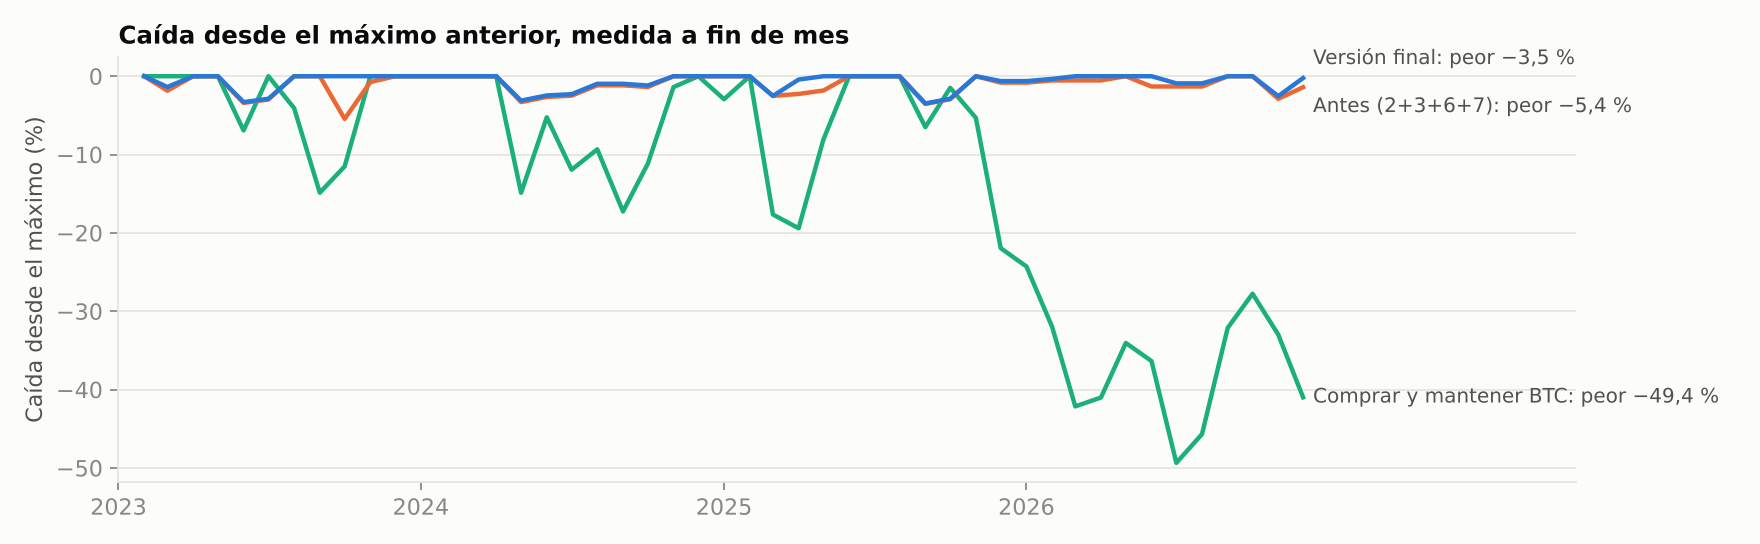 Caída desde el máximo anterior, medida a fin de mes
Versión final: peor −3,5 %
Antes (2+3+6+7): peor −5,4 %
Comprar y mantener BTC: peor −49,4 %
Caída desde el máximo (%)
0
−10
−20
−30
−40
−50
2023
2024
2025
2026